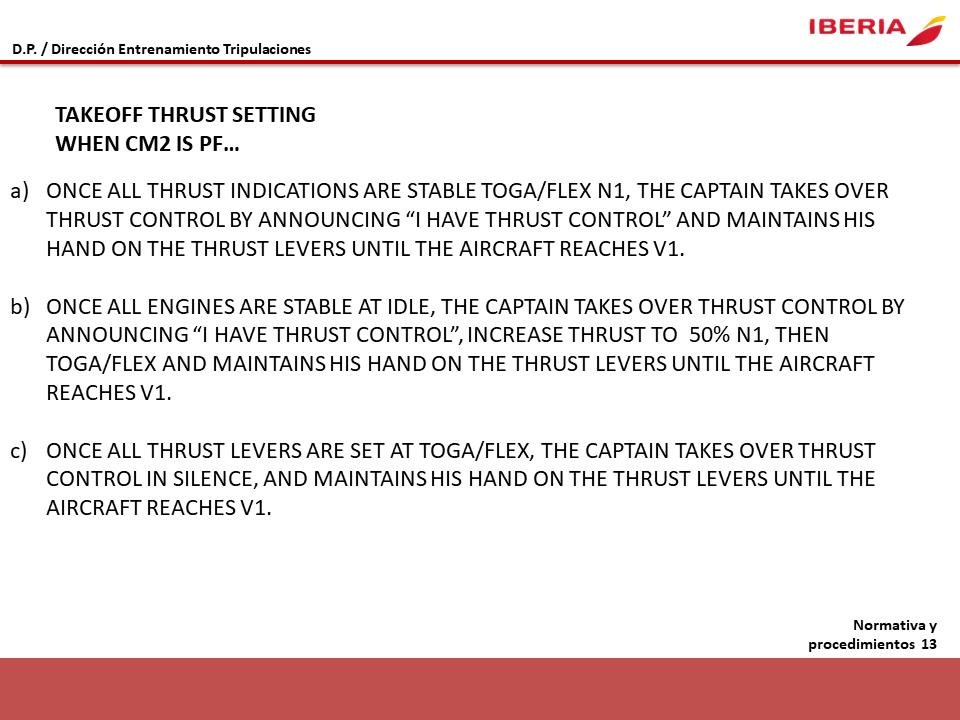 IBERIA
D.P. / Dirección Entrenamiento Tripulaciones
TAKEOFF THRUST SETTING
WHEN CM2 IS PF...
a) ONCE ALL THRUST INDICATIONS ARE STABLE TOGA/FLEX N1, THE CAPTAIN TAKES OVER
THRUST CONTROL BY ANNOUNCING “I HAVE THRUST CONTROL” AND MAINTAINS HIS
HAND ON THE THRUST LEVERS UNTIL THE AIRCRAFT REACHES V1.
b) ONCE ALL ENGINES ARE STABLE AT IDLE, THE CAPTAIN TAKES OVER THRUST CONTROL BY
ANNOUNCING “I HAVE THRUST CONTROL”, INCREASE THRUST TO 50% N1, THEN
TOGA/FLEX AND MAINTAINS HIS HAND ON THE THRUST LEVERS UNTIL THE AIRCRAFT
REACHES V1.
c) ONCE ALL THRUST LEVERS ARE SET AT TOGA/FLEX, THE CAPTAIN TAKES OVER THRUST
CONTROL IN SILENCE, AND MAINTAINS HIS HAND ON THE THRUST LEVERS UNTIL THE
AIRCRAFT REACHES V1.
Normativa y
procedimientos 13